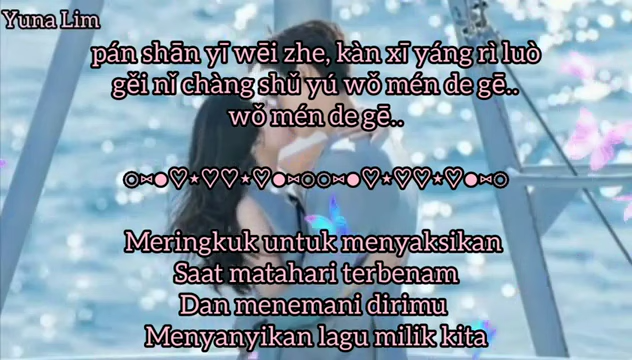 Yuna Lim
pán shān yī wēi zhe, kàn xī yáng rì luò
gěi nǐ chàng shǔ yú wǒ mén de gē..
wǒ mén de gē..
Meringkuk untuk menyaksikan
Saat matahari terbenam
Dan menemani dirimu
Menyanyikan lagu milik kita